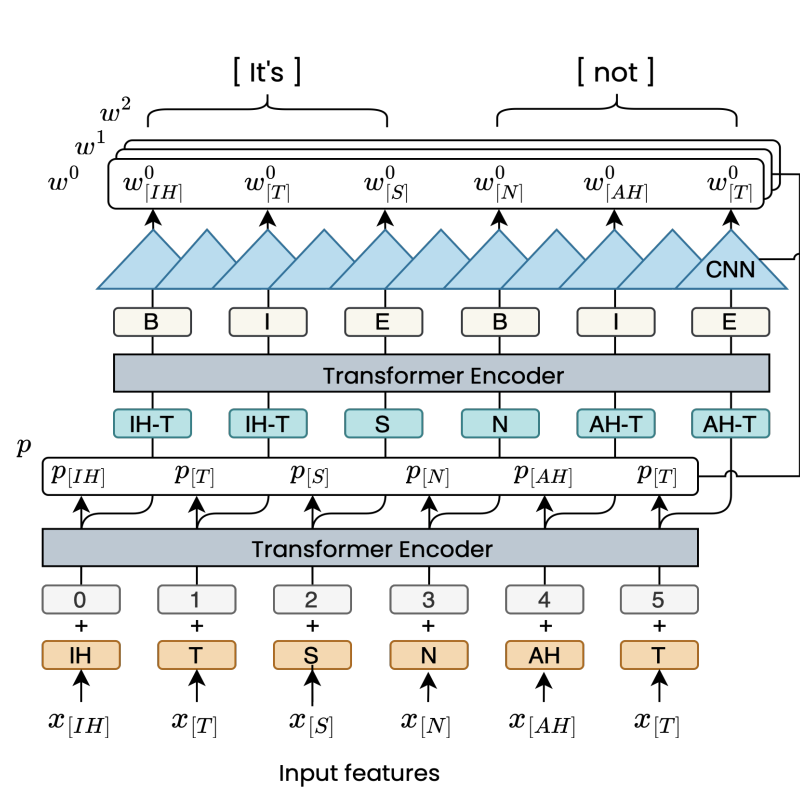 [ It's ] [ not ]
w^2
w^1
w^0 w^0_{[IH]} w^0_{[T]} w^0_{[S]} w^0_{[N]} w^0_{[AH]} w^0_{[T]}
CNN
B I E B I E
Transformer Encoder
IH-T IH-T S N AH-T AH-T
p
p_{[IH]} p_{[T]} p_{[S]} p_{[N]} p_{[AH]} p_{[T]}
Transformer Encoder
0 1 2 3 4 5
+ + + + + +
IH T S N AH T
x_{[IH]} x_{[T]} x_{[S]} x_{[N]} x_{[AH]} x_{[T]}
Input features